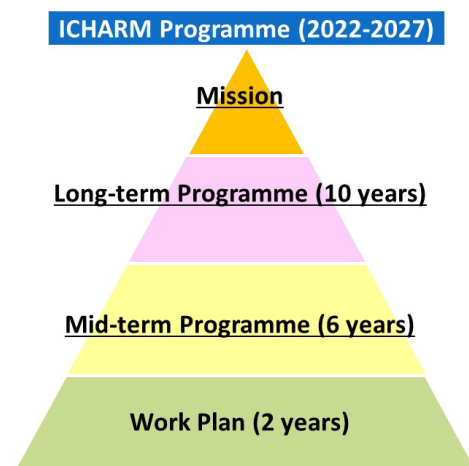 ICHARM Programme (2022-2027)
Mission
Long-term Programme (10 years)
Mid-term Programme (6 years)
Work Plan (2 years)